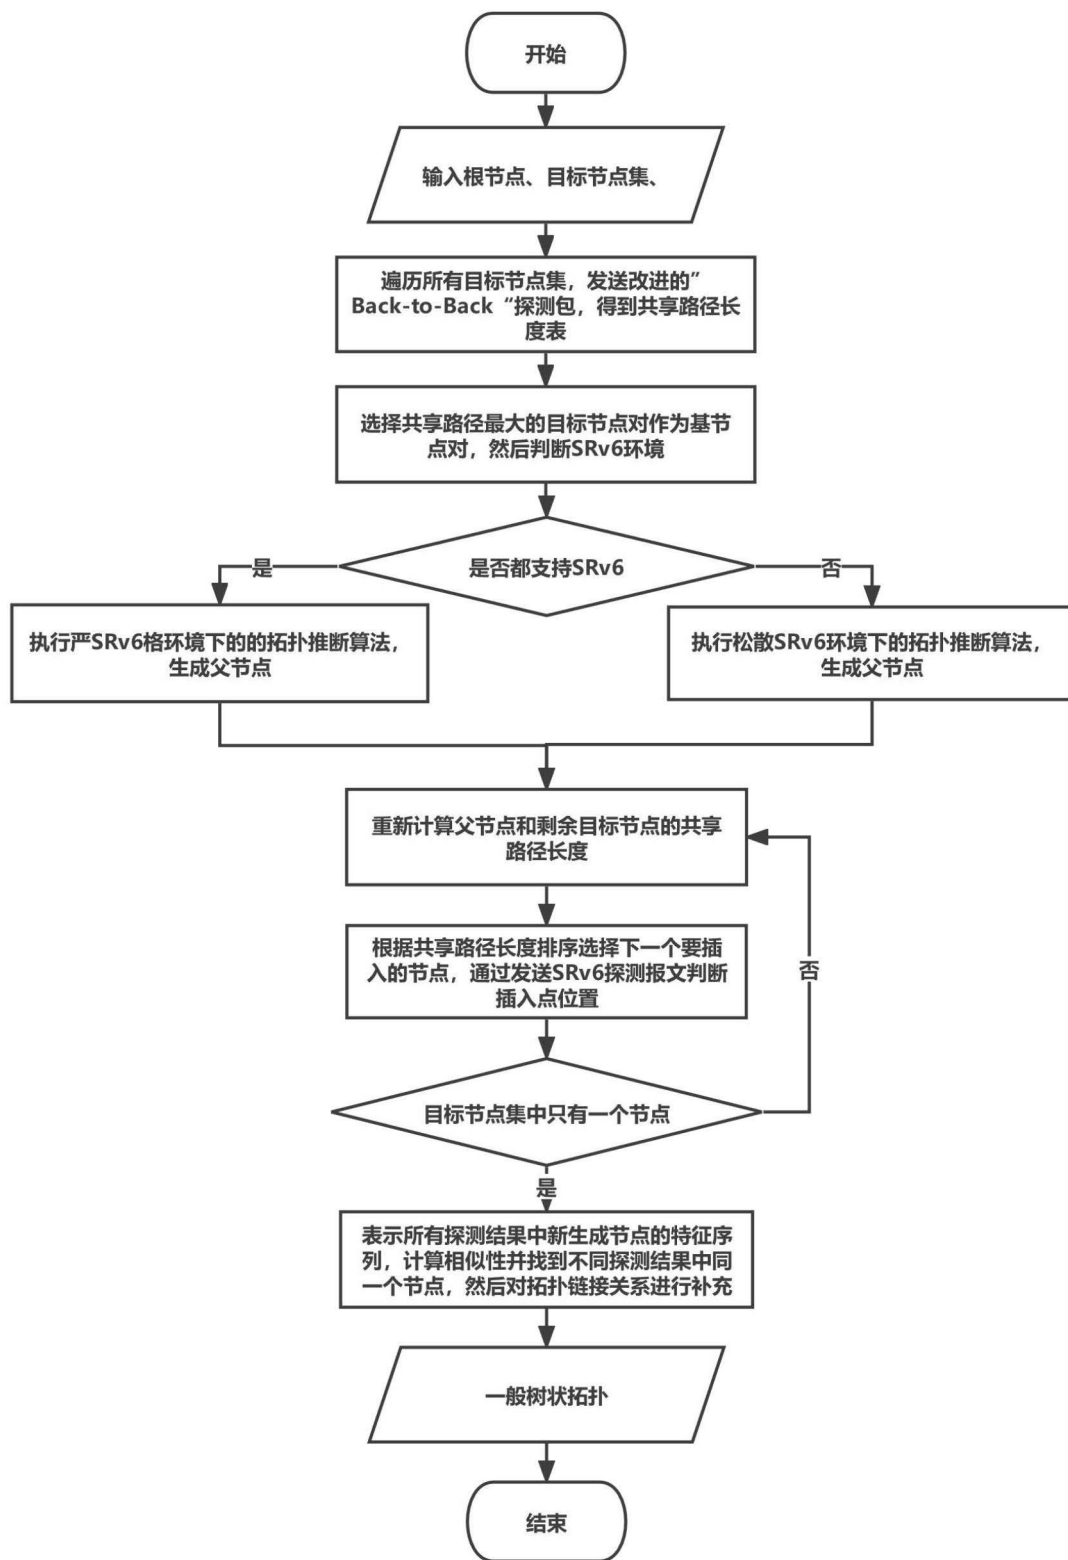 开始
输入根节点、目标节点集、
遍历所有目标节点集，发送改进的”
Back-to-Back“探测包，得到共享路径长
度表
选择共享路径最大的目标节点对作为基节
点对，然后判断SRv6环境
是否都支持SRv6
是
否
执行严SRv6格环境下的的拓扑推断算法，
生成父节点
执行松散SRv6环境下的拓扑推断算法，
生成父节点
重新计算父节点和剩余目标节点的共享
路径长度
根据共享路径长度排序选择下一个要插
入的节点，通过发送SRv6探测报文判断
插入点位置
否
目标节点集中只有一个节点
是
表示所有探测结果中新生成节点的特征序
列，计算相似性并找到不同探测结果中同
一个节点，然后对拓扑链接关系进行补充
一般树状拓扑
结束